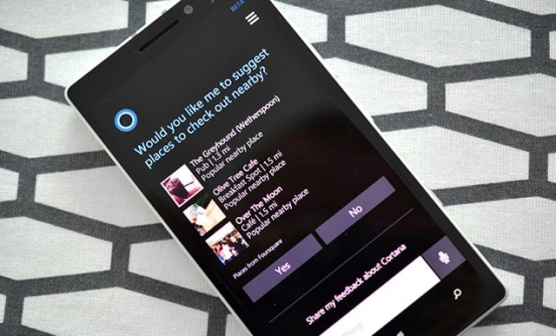 BETA
Would you like me to suggest
places to check out nearby?
The Greyhound (Wetherspoon)
Pub | 1.3 mi
Popular nearby place
Olive Tree Cafe
Breakfast Spot | 1.5 mi
Popular nearby place
Over The Moon
Café | 1.5 mi
Popular nearby place
Places from Foursquare
Yes
No
Share my feedback about Cortana